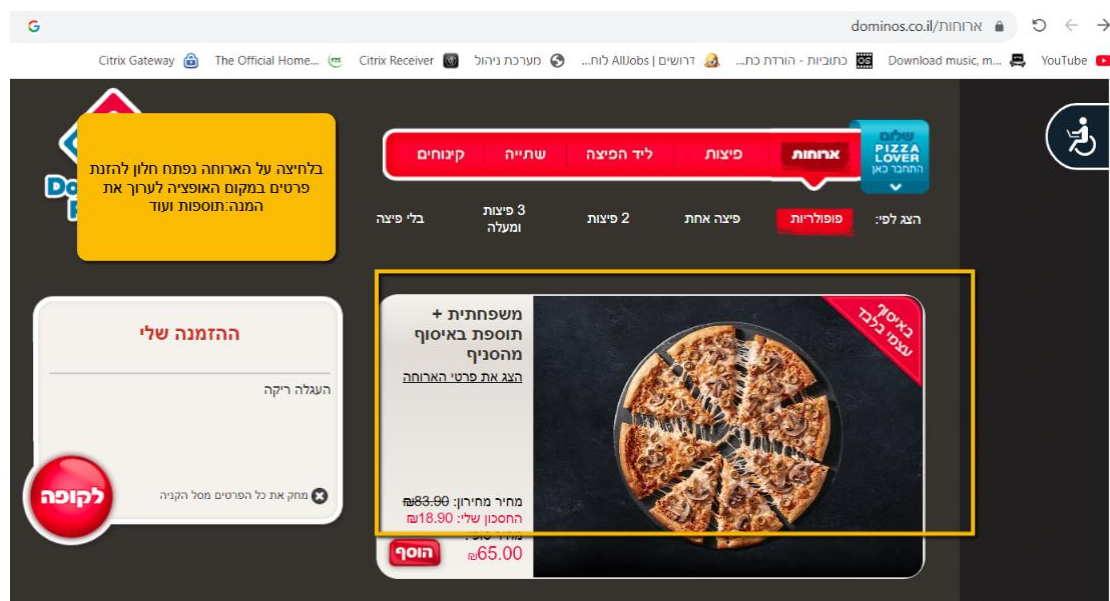 dominos.co.il/ארוחות
Citrix Gateway
The Official Home...
Citrix Receiver
מערכת ניהול
דרושים | AllJobs לוח...
כתוביות - הורדת כת...
Download music, m...
YouTube
שלום
PIZZA
LOVER
התחבר כאן
ארוחות
פיצות
ליד הפיצה
שתייה
קינוחים
הצג לפי:
פופולריות
פיצה אחת
2 פיצות
3 פיצות
ומעלה
בלי פיצה
בלחיצה על הארוחה נפתח חלון להזנת
פרטים במקום האופציה לערוך את
המנה:תוספות ועוד
באיסוף
עצמי בלבד
משפחתית +
תוספת באיסוף
מהסניף
הצג את פרטי הארוחה
מחיר מחירון: ₪83.90
החסכון שלי: ₪18.90
₪65.00
הוסף
ההזמנה שלי
העגלה ריקה
מחק את כל הפרטים מסל הקניה
לקופה